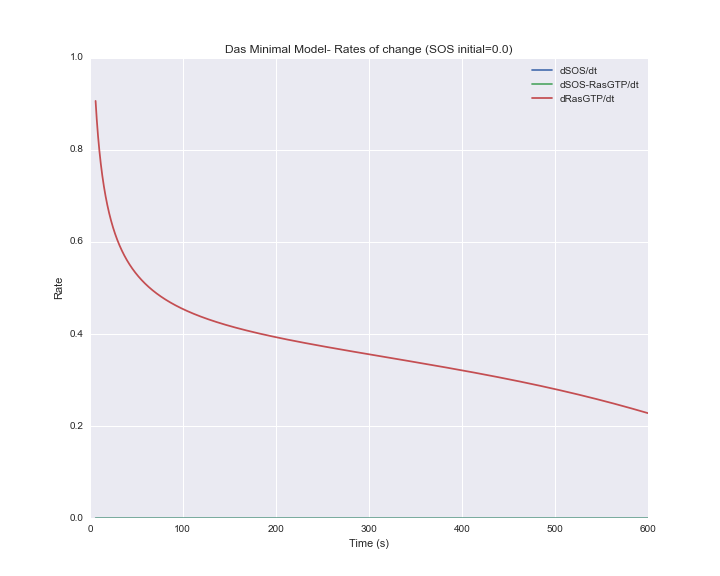 Das Minimal Model- Rates of change (SOS initial=0.0)
1.0
dSOS/dt
dSOS-RasGTP/dt
dRasGTP/dt
0.8
0.6
Rate
0.4
0.2
0.0
0 100 200 300 400 500 600
Time (s)